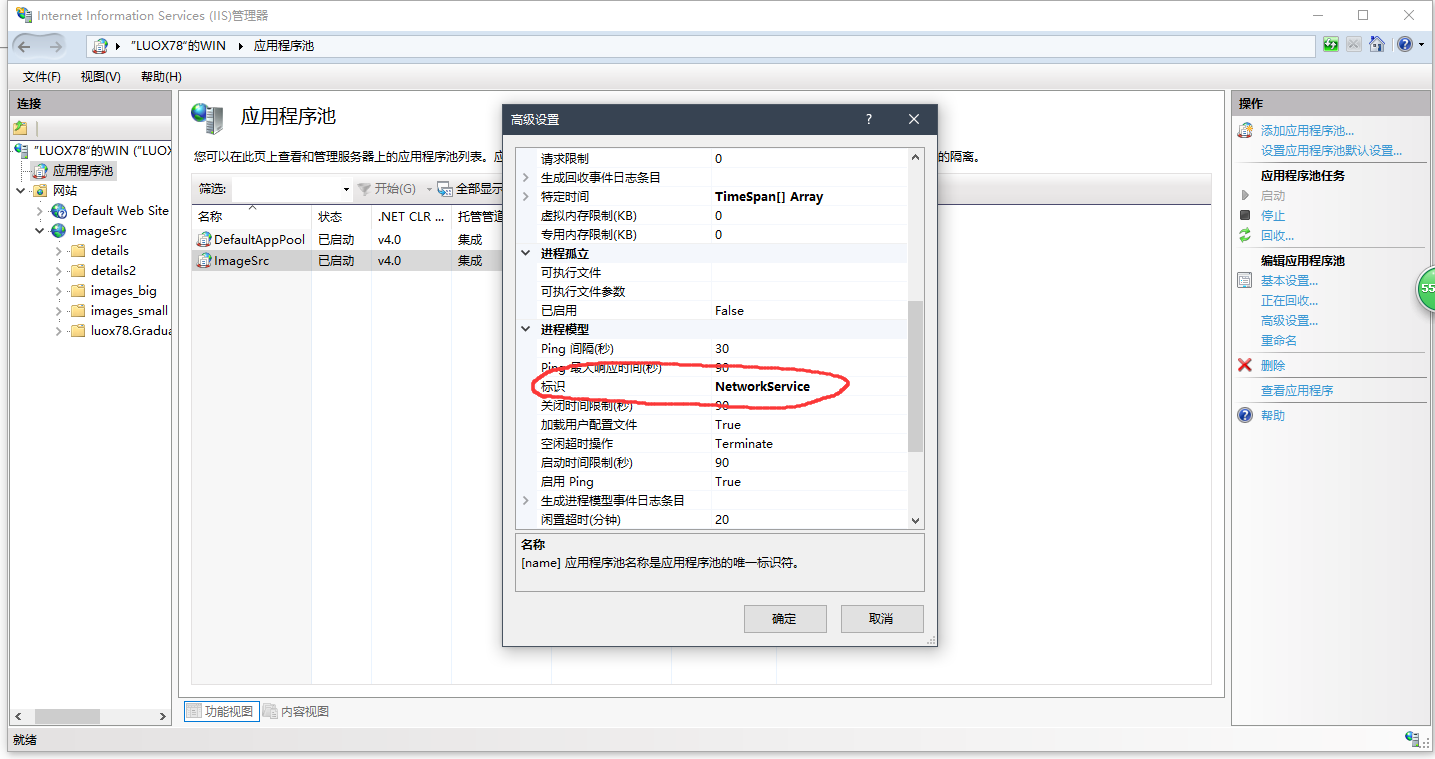 Internet Information Services (IIS)管理器
"LUOX78"的WIN
应用程序池
文件(F) 视图(V) 帮助(H)
连接
"LUOX78"的WIN ("LUOX
应用程序池
网站
Default Web Site
ImageSrc
details
details2
images_big
images_small
luox78.Gradua
应用程序池
您可以在此页上查看和管理服务器上的应用程序池列表。应
的隔离。
筛选: 开始(G) 全部显示
名称 状态 .NET CLR ... 托管管道
DefaultAppPool 已启动 v4.0 集成
ImageSrc 已启动 v4.0 集成
高级设置 ?
请求限制 0
生成回收事件日志条目
特定时间 TimeSpan[] Array
虚拟内存限制(KB) 0
专用内存限制(KB) 0
进程孤立
可执行文件
可执行文件参数
已启用 False
进程模型
Ping 间隔(秒) 30
Ping 最大响应时间(秒) 90
标识 NetworkService
关闭时间限制(秒) 90
加载用户配置文件 True
空闲超时操作 Terminate
启动时间限制(秒) 90
启用 Ping True
生成进程模型事件日志条目
闲置超时(分钟) 20
名称
[name] 应用程序池名称是应用程序池的唯一标识符。
确定 取消
操作
添加应用程序池...
设置应用程序池默认设置...
应用程序池任务
启动
停止
回收...
编辑应用程序池
基本设置...
正在回收...
高级设置...
重命名
删除
查看应用程序
帮助
55
功能视图 内容视图
就绪